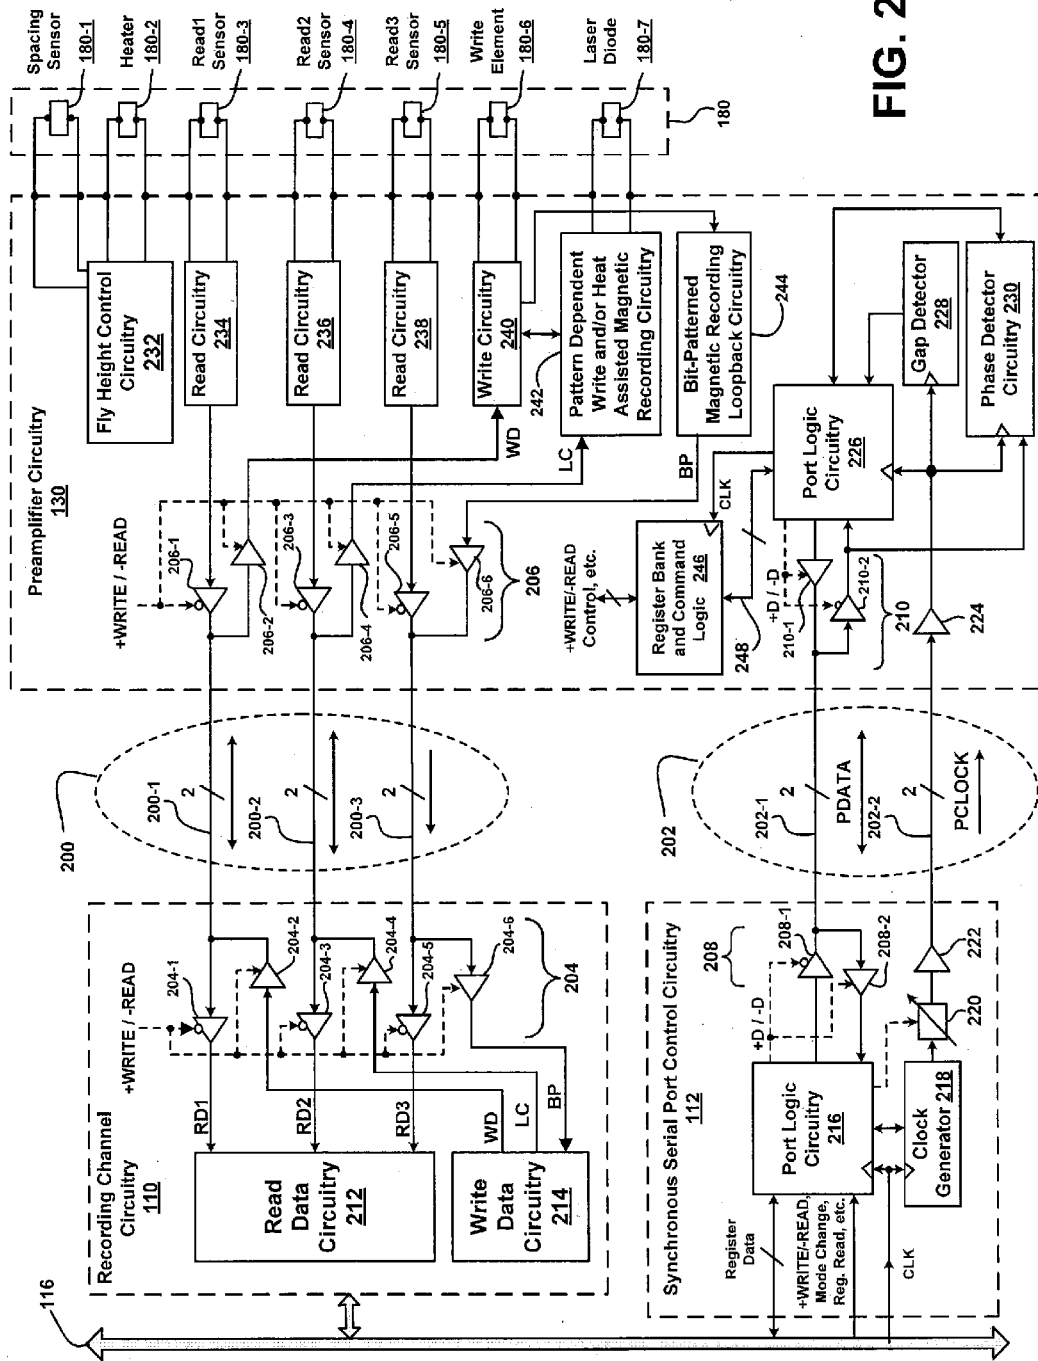 116
Register
Data
+WRITE/-READ,
Mode Change,
Reg. Read, etc.
CLK
Recording Channel
Circuitry
110
+WRITE / -READ
Read
Data
Circuitry
212
Write
Data
Circuitry
214
RD1
RD2
RD3
WD
LC
BP
204-1
204-2
204-3
204-4
204-5
204-6
204
Synchronous Serial Port Control Circuitry
112
Port Logic
Circuitry
216
Clock
Generator 218
+D / -D
208
208-1
208-2
220
222
200
200-1
2
200-2
2
200-3
2
202
202-1
2
PDATA
202-2
2
PCLOCK
Preamplifier Circuitry
130
+WRITE / -READ
206-1
206-2
206-3
206-4
206-5
206-6
206
WD
LC
BP
+WRITE/-READ
Control, etc.
Register Bank
and Command
Logic 246
CLK
248
+D / -D
210-1
210-2
210
224
Fly Height Control
Circuitry
232
Read Circuitry
234
Read Circuitry
236
Read Circuitry
238
Write Circuitry
240
242
Pattern Dependent
Write and/or Heat
Assisted Magnetic
Recording Circuitry
Bit-Patterned
Magnetic Recording
Loopback Circuitry
244
Port Logic
Circuitry
226
Gap Detector
228
Phase Detector
Circuitry 230
Spacing
Sensor
180-1
Heater
180-2
Read1
Sensor
180-3
Read2
Sensor
180-4
Read3
Sensor
180-5
Write
Element
180-6
Laser
Diode
180-7
180
FIG. 2